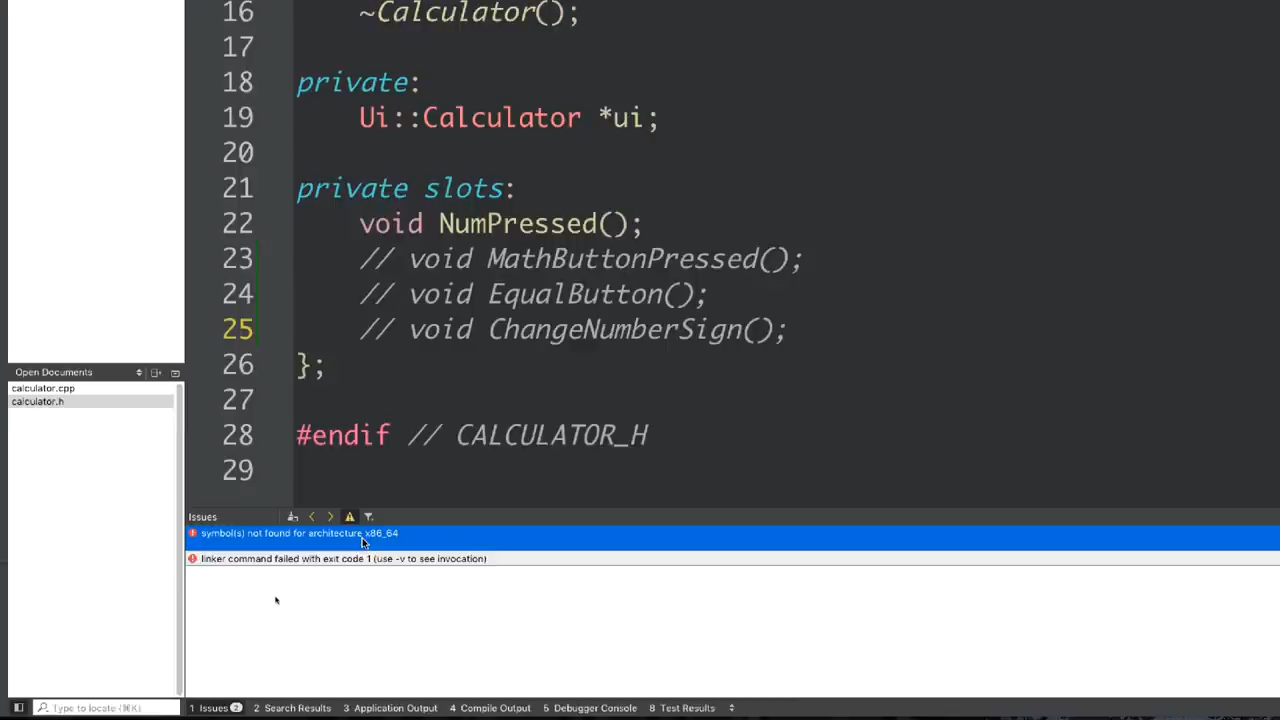 16 ~Calculator();
17
18 private:
19 Ui::Calculator *ui;
20
21 private slots:
22 void NumPressed();
23 // void MathButtonPressed();
24 // void EqualButton();
25 // void ChangeNumberSign();
26 };
27
28 #endif // CALCULATOR_H
29
Open Documents
calculator.cpp
calculator.h
Issues
symbol(s) not found for architecture x86_64
linker command failed with exit code 1 (use -v to see invocation)
Type to locate (⌘K) 1 Issues 2 2 Search Results 3 Application Output 4 Compile Output 5 Debugger Console 8 Test Results